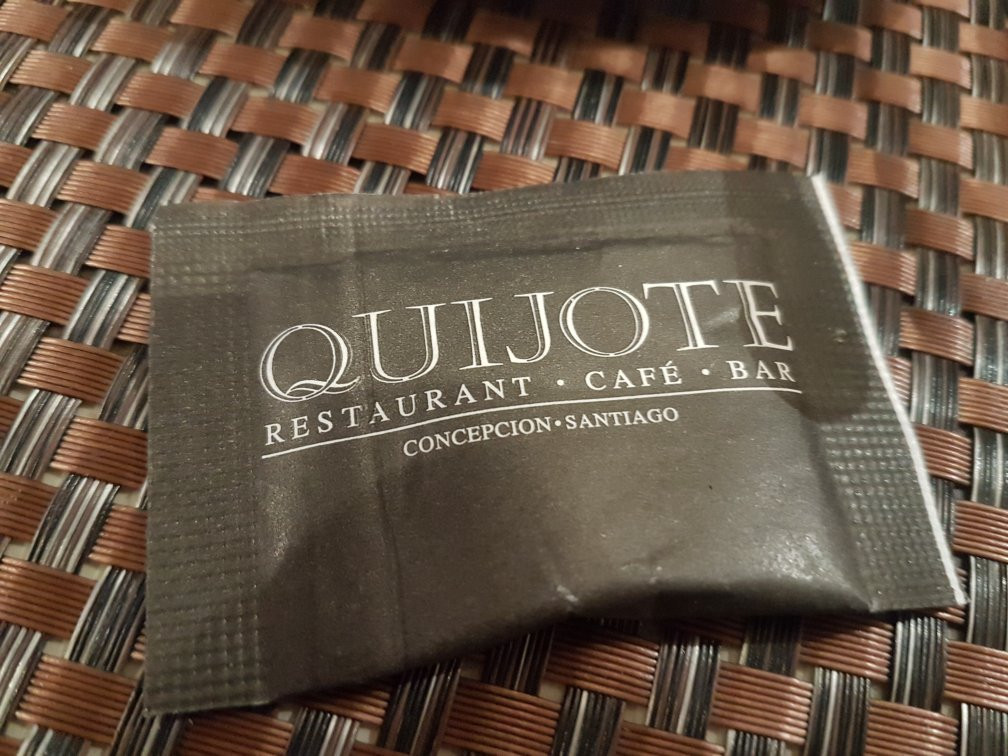 QUIJOTE
RESTAURANT · CAFÉ · BAR
CONCEPCION · SANTIAGO